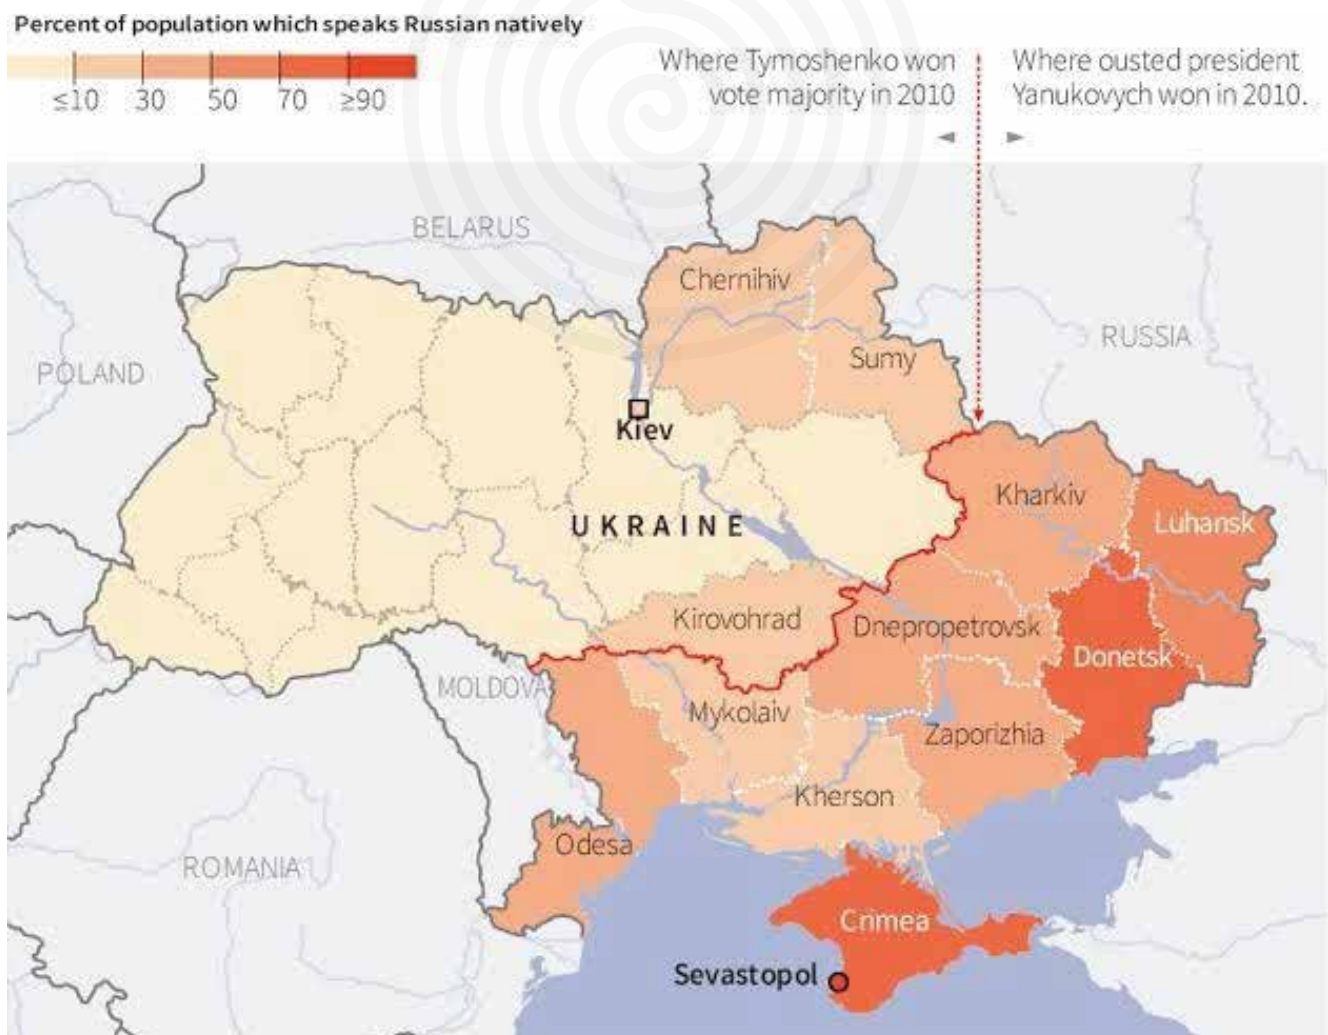 Percent of population which speaks Russian natively
≤10 30 50 70 ≥90
Where Tymoshenko won
vote majority in 2010
Where ousted president
Yanukovych won in 2010.
BELARUS
Chernihiv
RUSSIA
Sumy
POLAND
Kiev
Kharkiv
Luhansk
UKRAINE
Kirovohrad
Dnepropetrovsk
Donetsk
MOLDOVA
Mykolaiv
Zaporizhia
Kherson
Odesa
ROMANIA
Crimea
Sevastopol